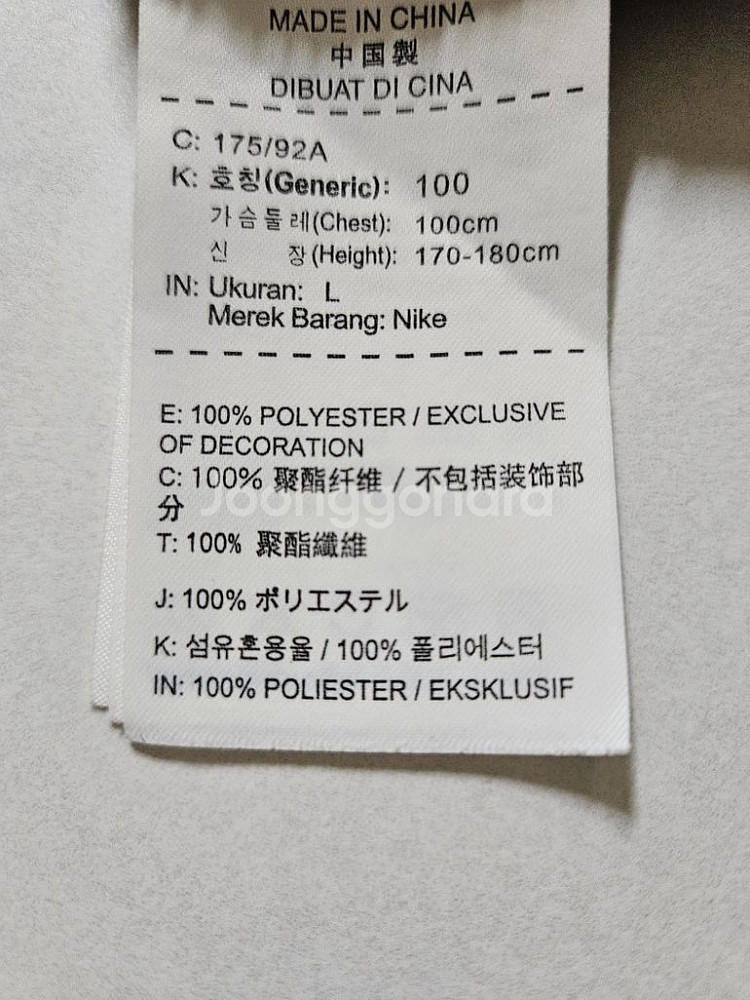 MADE IN CHINA
中国製
DIBUAT DI CINA
C: 175/92A
K: 호칭(Generic): 100
가슴둘레(Chest): 100cm
신 장(Height): 170-180cm
IN: Ukuran: L
Merek Barang: Nike
E: 100% POLYESTER / EXCLUSIVE
OF DECORATION
C: 100% 聚酯纤维 / 不包括装饰部
分
Joonggonara
T: 100% 聚酯纖維
J: 100% ポリエステル
K: 섬유혼용율 / 100% 폴리에스터
IN: 100% POLIESTER / EKSKLUSIF